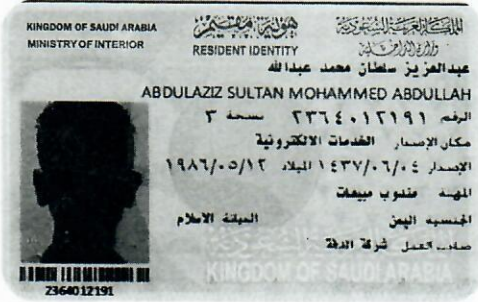 KINGDOM OF SAUDI ARABIA
MINISTRY OF INTERIOR
هوية مقيم
RESIDENT IDENTITY
المملكة العربية السعودية
وزارة الداخلية
عبدالعزيز سلطان محمد عبدالله
ABDULAZIZ SULTAN MOHAMMED ABDULLAH
الرقم ٢٣٦٤٠١٢١٩١ نسخة ٣
مكان الإصدار الخدمات الالكترونية
الإصدار ١٤٣٧/٠٦/٠٤ الميلاد ١٩٨٦/٠٥/١٢
المهنة مندوب مبيعات
الجنسية اليمن الديانة الاسلام
صاحب العمل شركة الدقة
KINGDOM OF SAUDI ARABIA
2364012191